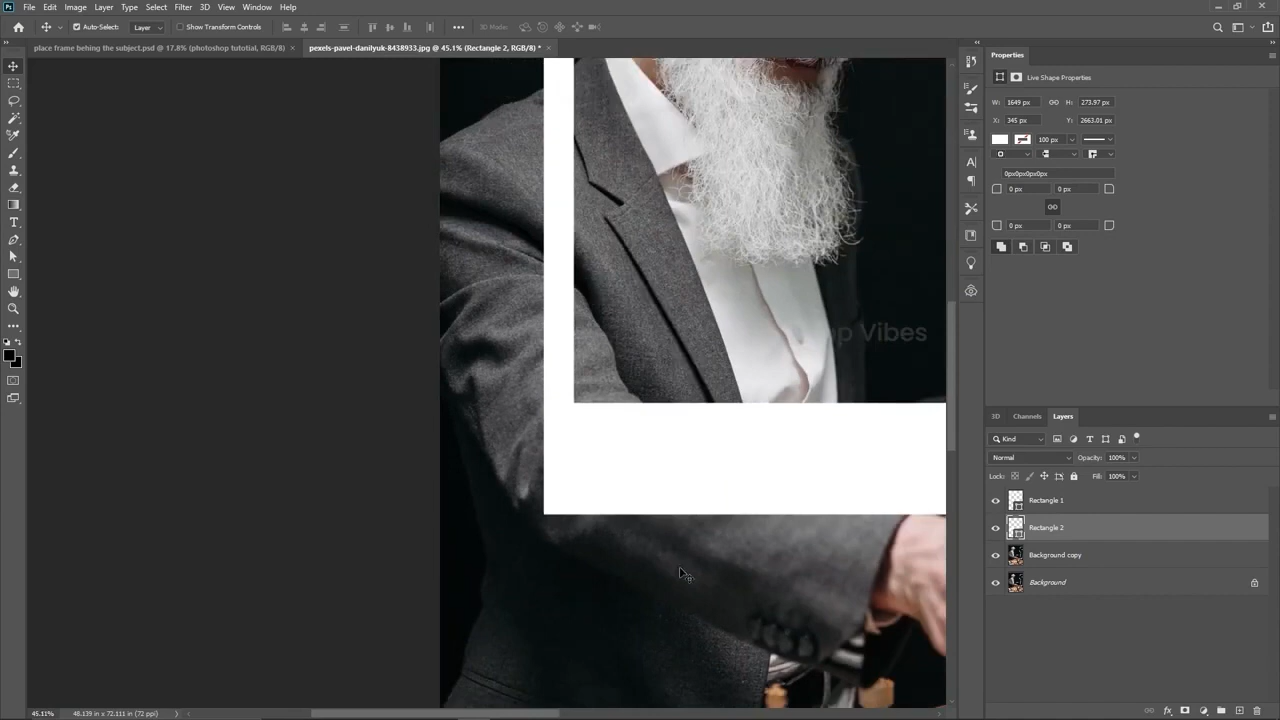 File Edit Image Layer Type Select Filter 3D View Window Help
Auto-Select: Layer Show Transform Controls 3D Mode:
place frame behing the subject.psd @ 17.8% (photoshop tutotial, RGB/8) × pexels-pavel-danilyuk-8438933.jpg @ 45.1% (Rectangle 2, RGB/8) * ×
Properties
Live Shape Properties
W: 1649 px H: 273.97 px
X: 345 px Y: 2663.01 px
100 px
0px0px0px0px
0 px 0 px
0 px 0 px
Vibes
3D Channels Layers
Kind
Normal Opacity: 100%
Lock: Fill: 100%
Rectangle 1
Rectangle 2
Background copy
Background
45.11% 48.139 in x 72.111 in (72 ppi)